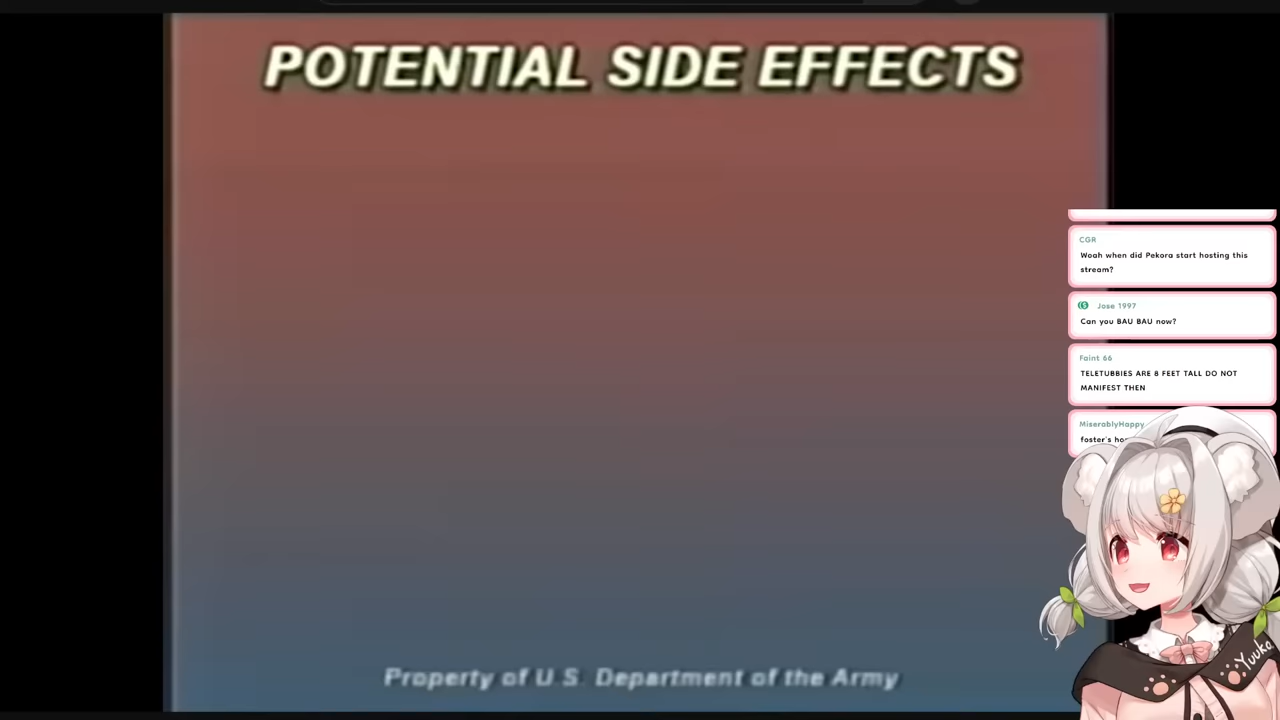 POTENTIAL SIDE EFFECTS
CGR
Woah when did Pekora start hosting this
stream?
Jose 1997
Can you BAU BAU now?
Faint 66
TELETUBBIES ARE 8 FEET TALL DO NOT
MANIFEST THEN
MiserablyHappy
foster's
Yuuka
Property of U.S. Department of the Army